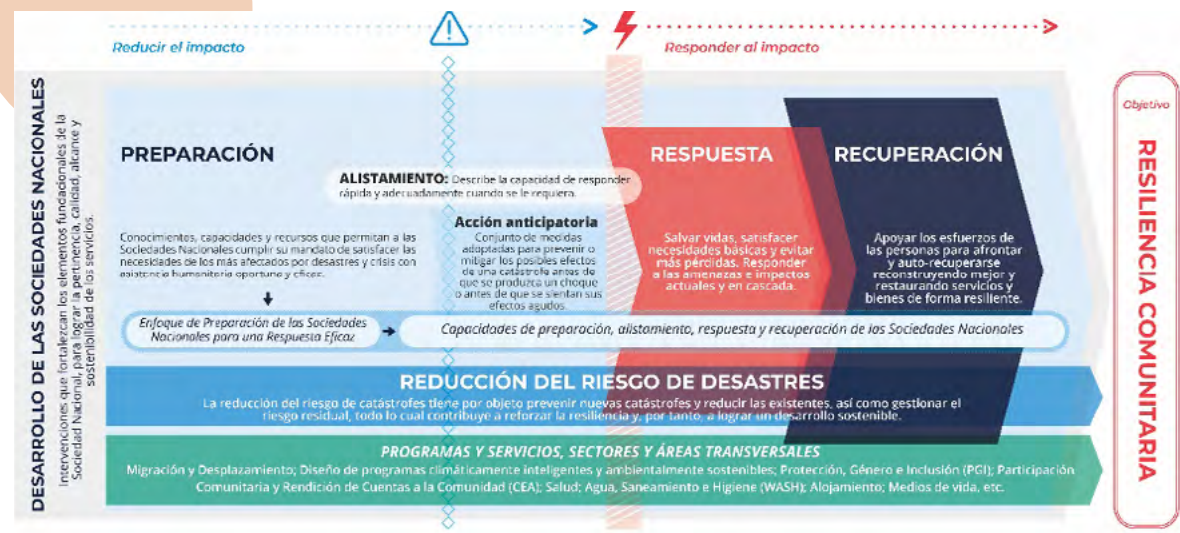 Reducir el impacto
Responder al impacto
DESARROLLO DE LAS SOCIEDADES NACIONALES
Intervenciones que fortalezcan los elementos fundacionales de la
Sociedad Nacional, para lograr la pertinencia, calidad, alcance y
sostenibilidad de los servicios.
PREPARACIÓN
ALISTAMIENTO: Describe la capacidad de responder
rápida y adecuadamente cuando se le requiera.
Conocimientos, capacidades y recursos que permitan a las
Sociedades Nacionales cumplir su mandato de satisfacer las
necesidades de los más afectados por desastres y crisis con
asistencia humanitaria oportuna y eficaz.
Acción anticipatoria
Conjunto de medidas
adoptadas para prevenir o
mitigar los posibles efectos
de una catástrofe antes de
que se produzca un choque
o antes de que se sientan sus
efectos agudos.
RESPUESTA
Salvar vidas, satisfacer
necesidades básicas y evitar
más pérdidas. Responder
a las amenazas e impactos
actuales y en cascada.
RECUPERACIÓN
Apoyar los esfuerzos de
las personas para afrontar
y auto-recuperarse
reconstruyendo mejor y
restaurando servicios y
bienes de forma resiliente.
Enfoque de Preparación de las Sociedades
Nacionales para una Respuesta Eficaz
Capacidades de preparación, alistamiento, respuesta y recuperación de las Sociedades Nacionales
REDUCCIÓN DEL RIESGO DE DESASTRES
La reducción del riesgo de catástrofes tiene por objeto prevenir nuevas catástrofes y reducir las existentes, así como gestionar el
riesgo residual, todo lo cual contribuye a reforzar la resiliencia y, por tanto, a lograr un desarrollo sostenible.
PROGRAMAS Y SERVICIOS, SECTORES Y ÁREAS TRANSVERSALES
Migración y Desplazamiento; Diseño de programas climáticamente inteligentes y ambientalmente sostenibles; Protección, Género e Inclusión (PGI); Participación
Comunitaria y Rendición de Cuentas a la Comunidad (CEA); Salud; Agua, Saneamiento e Higiene (WASH); Alojamiento; Medios de vida, etc.
Objetivo
RESILIENCIA COMUNITARIA